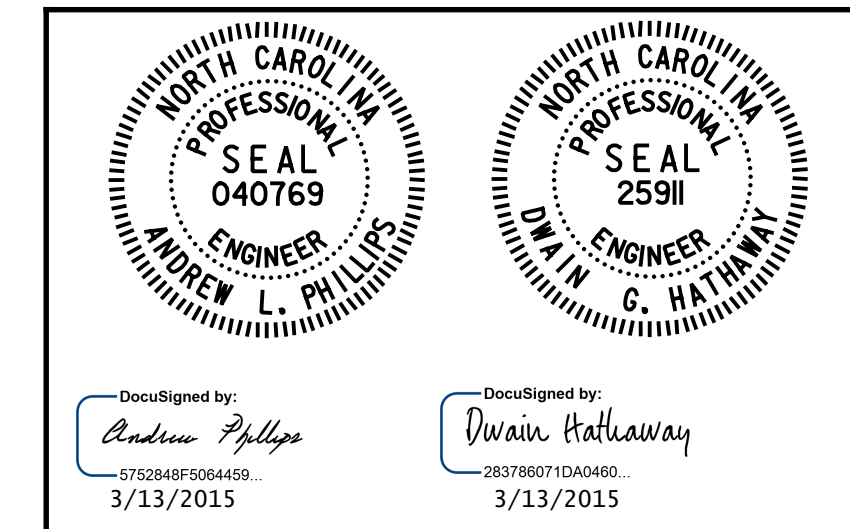 NORTH CAROLINA
PROFESSIONAL
SEAL
040769
ENGINEER
ANDREW L. PHILLIPS
DocuSigned by:
Andrew Phillips
5752848F5064459...
3/13/2015
NORTH CAROLINA
PROFESSIONAL
SEAL
25911
ENGINEER
DWAIN G. HATHAWAY
DocuSigned by:
Dwain Hathaway
283786071DA0460...
3/13/2015